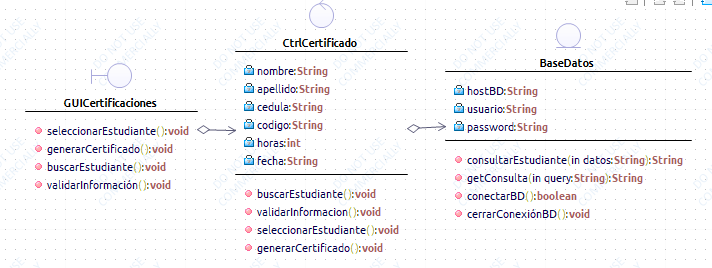 GUICertificaciones
seleccionarEstudiante():void
generarCertificado():void
buscarEstudiante():void
validarInformación():void
CtrlCertificado
nombre:String
apellido:String
cedula:String
codigo:String
horas:int
fecha:String
buscarEstudiante():void
validarInformacion():void
seleccionarEstudiante():void
generarCertificado():void
BaseDatos
hostBD:String
usuario:String
password:String
consultarEstudiante(in datos:String):String
getConsulta(in query:String):String
conectarBD():boolean
cerrarConexiónBD():void